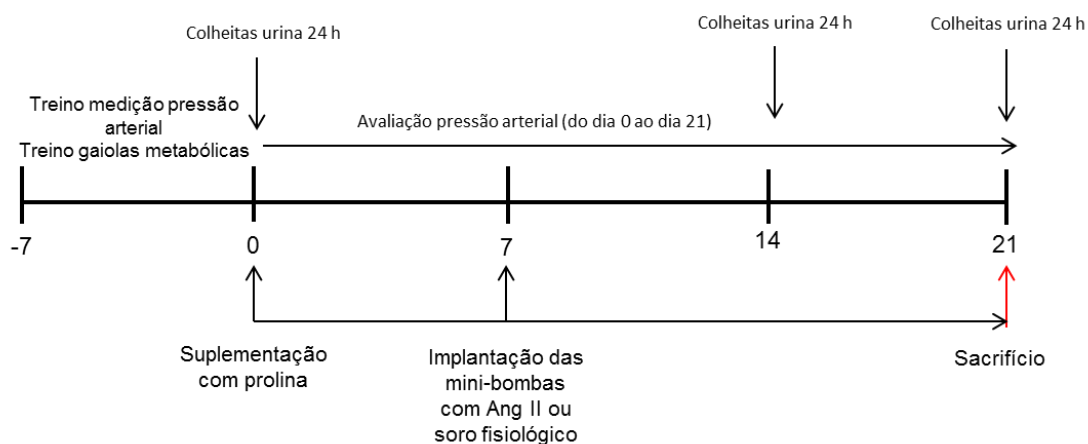 Colheitas urina 24 h
Colheitas urina 24 h
Colheitas urina 24 h
Treino medição pressão
arterial
Treino gaiolas metabólicas
Avaliação pressão arterial (do dia 0 ao dia 21)
-7
0
7
14
21
Suplementação
com prolina
Implantação das
mini-bombas
com Ang II ou
soro fisiológico
Sacrifício